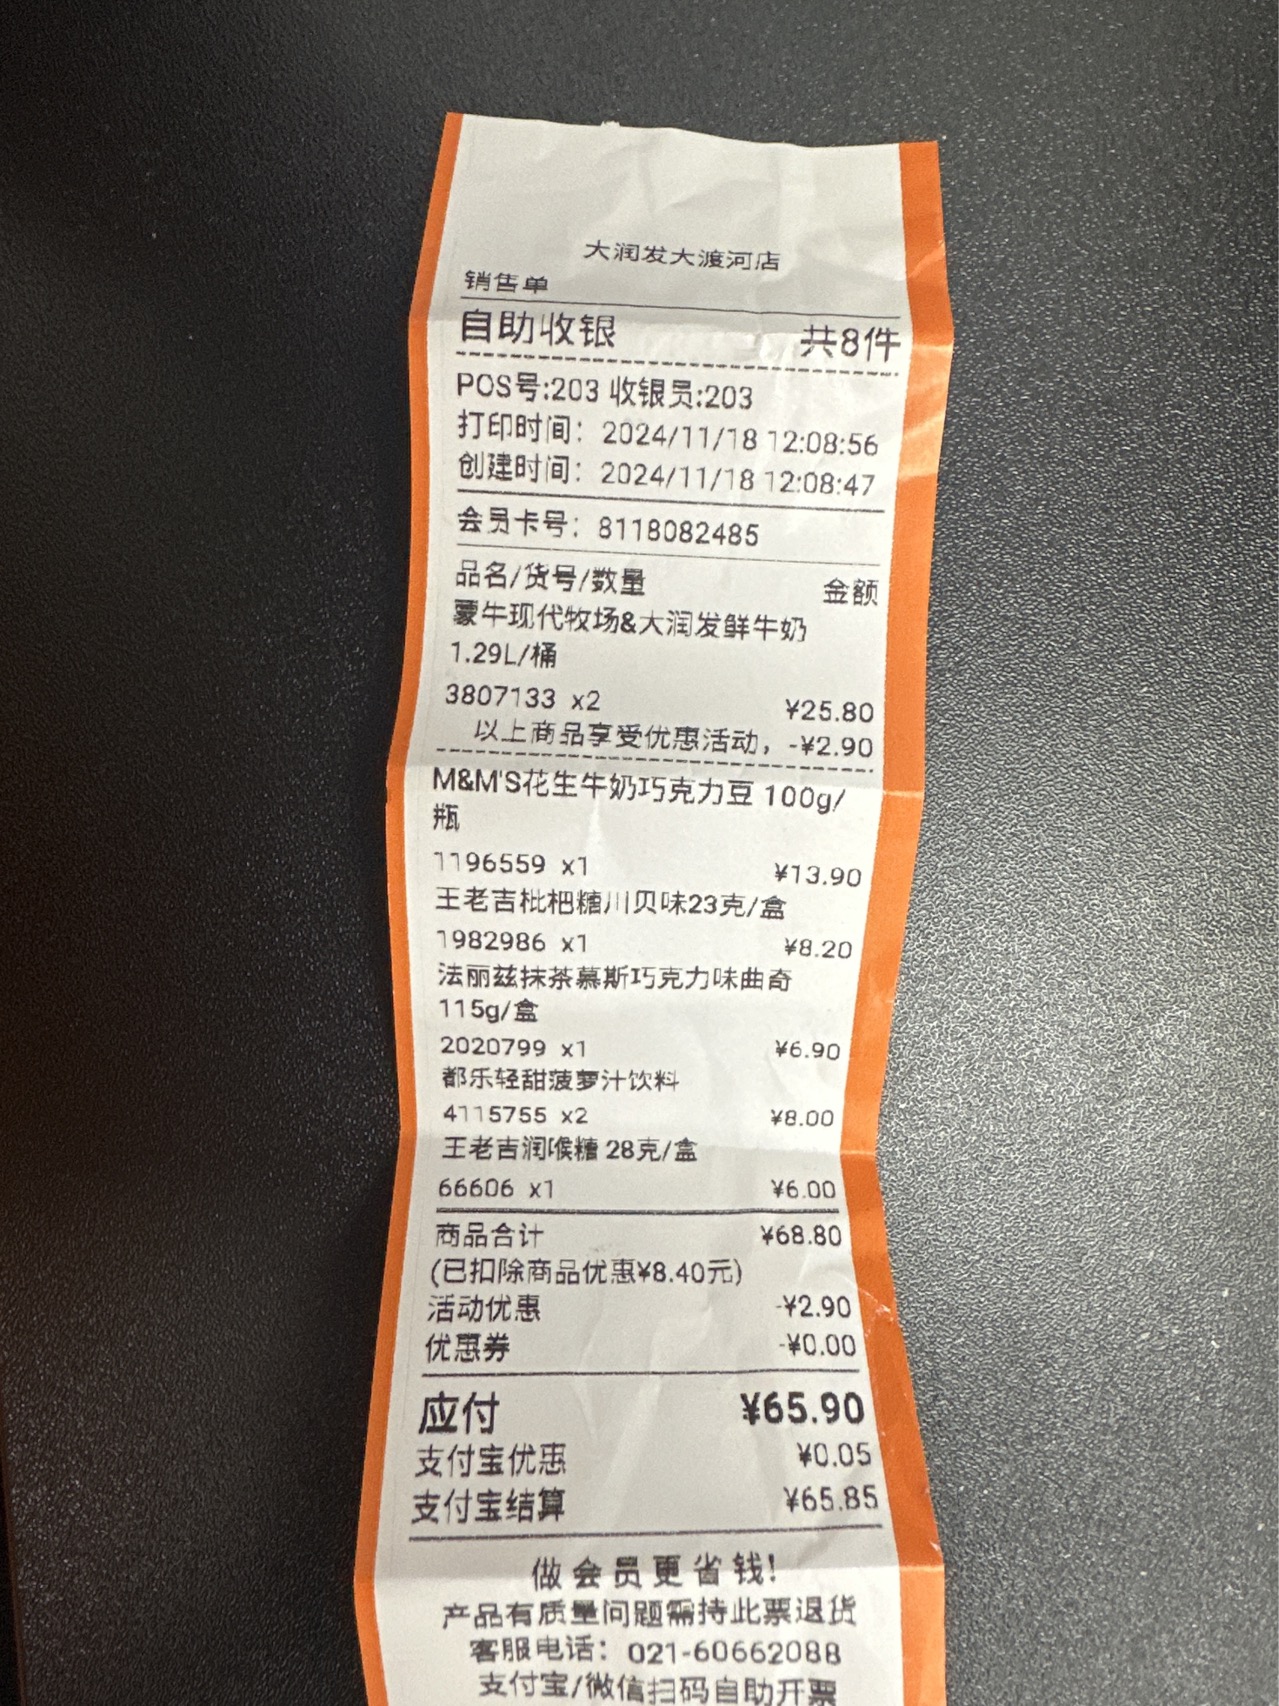 大润发大渡河店
销售单
自助收银 共8件
POS号:203 收银员:203
打印时间：2024/11/18 12:08:56
创建时间：2024/11/18 12:08:47
会员卡号：8118082485
品名/货号/数量 金额
蒙牛现代牧场&大润发鲜牛奶
1.29L/桶
3807133 x2 ¥25.80
以上商品享受优惠活动，-¥2.90
M&M'S花生牛奶巧克力豆 100g/
瓶
1196559 x1 ¥13.90
王老吉枇杷糖川贝味23克/盒
1982986 x1 ¥8.20
法丽兹抹茶慕斯巧克力味曲奇
115g/盒
2020799 x1 ¥6.90
都乐轻甜菠萝汁饮料
4115755 x2 ¥8.00
王老吉润喉糖 28克/盒
66606 x1 ¥6.00
商品合计 ¥68.80
(已扣除商品优惠¥8.40元)
活动优惠 -¥2.90
优惠券 -¥0.00
应付 ¥65.90
支付宝优惠 ¥0.05
支付宝结算 ¥65.85
做会员更省钱!
产品有质量问题需持此票退货
客服电话：021-60662088
支付宝/微信扫码自助开票